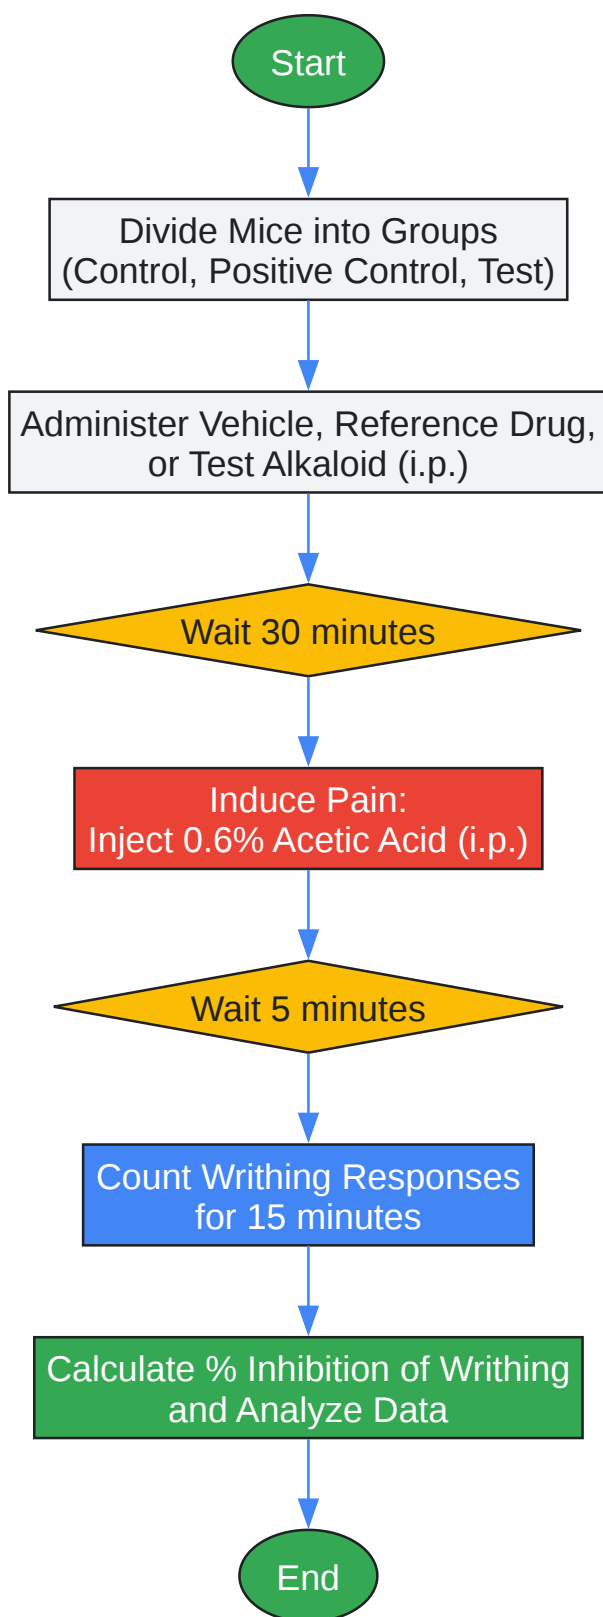 Start
Divide Mice into Groups
(Control, Positive Control, Test)
Administer Vehicle, Reference Drug,
or Test Alkaloid (i.p.)
Wait 30 minutes
Induce Pain:
Inject 0.6% Acetic Acid (i.p.)
Wait 5 minutes
Count Writhing Responses
for 15 minutes
Calculate % Inhibition of Writhing
and Analyze Data
End